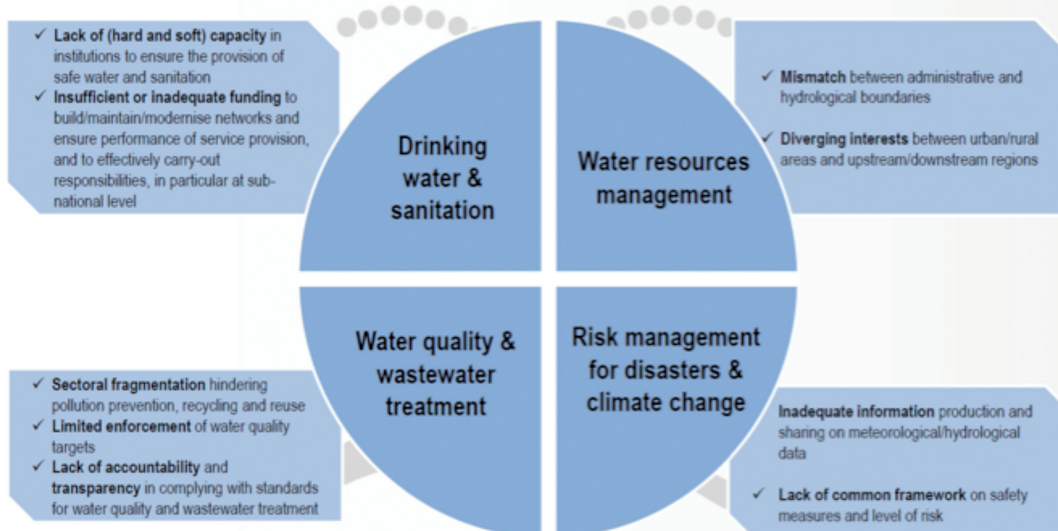 ✓ Lack of (hard and soft) capacity in
institutions to ensure the provision of
safe water and sanitation
✓ Insufficient or inadequate funding to
build/maintain/modernise networks and
ensure performance of service provision,
and to effectively carry-out
responsibilities, in particular at sub-
national level
Drinking
water &
sanitation
Water resources
management
✓ Mismatch between administrative and
hydrological boundaries
✓ Diverging interests between urban/rural
areas and upstream/downstream regions
✓ Sectoral fragmentation hindering
pollution prevention, recycling and reuse
✓ Limited enforcement of water quality
targets
✓ Lack of accountability and
transparency in complying with standards
for water quality and wastewater treatment
Water quality &
wastewater
treatment
Risk management
for disasters &
climate change
Inadequate information production and
sharing on meteorological/hydrological
data
✓ Lack of common framework on safety
measures and level of risk